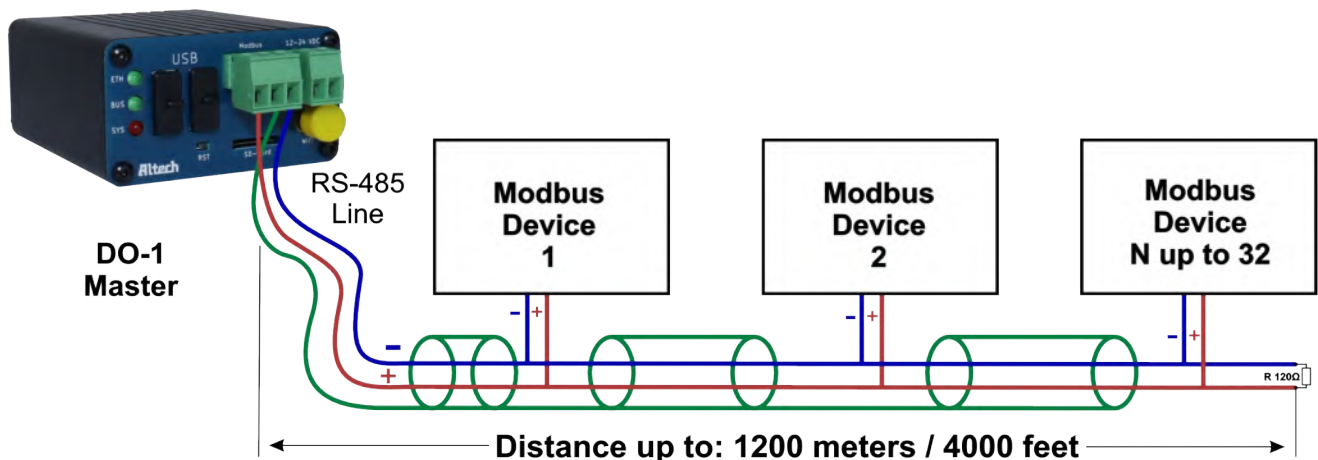 Modbus 12-24 VDC
USB
ETH
BUS
SYS
RST
Altech
RS-485
Line
DO-1
Master
Modbus
Device
1
Modbus
Device
2
Modbus
Device
N up to 32
- +
- +
- +
-
+
R 120Ω
Distance up to: 1200 meters / 4000 feet